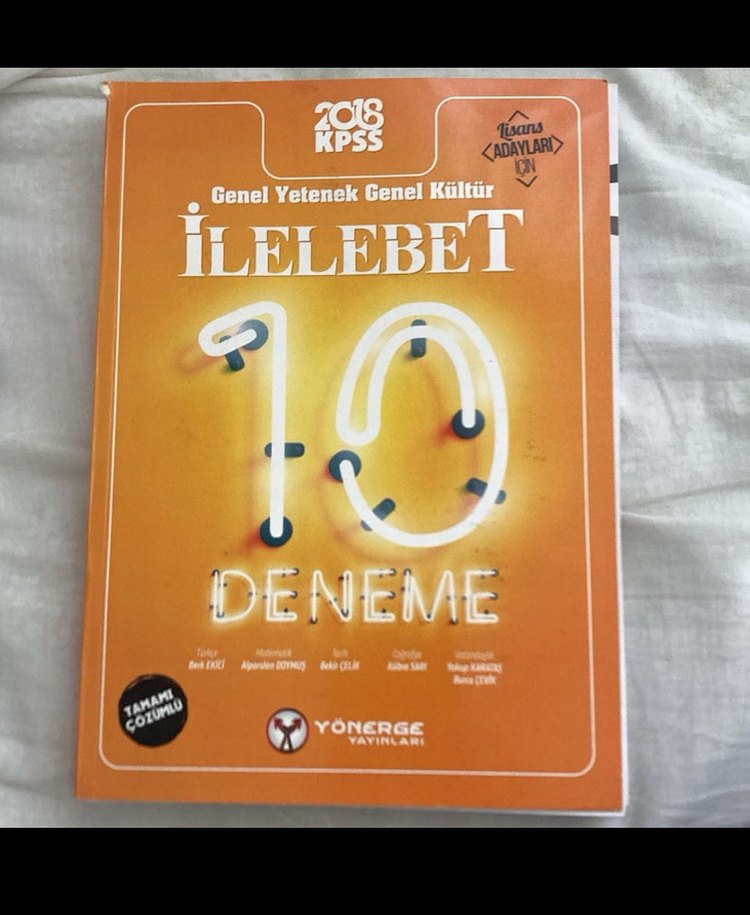 2018
KPSS
Lisans
ADAYLARI
İÇİN
Genel Yetenek Genel Kültür
İLELEBET
10
DENEME
Türkçe
Berk EKİCİ
Matematik
Alparslan DOYMUŞ
Tarih
Bekir ÇELİK
Coğrafya
Kübra SARI
Vatandaşlık
Yakup KARATAŞ
Burcu ÇEVİK
TAMAMI
ÇÖZÜMLÜ
YÖNERGE
YAYINLARI